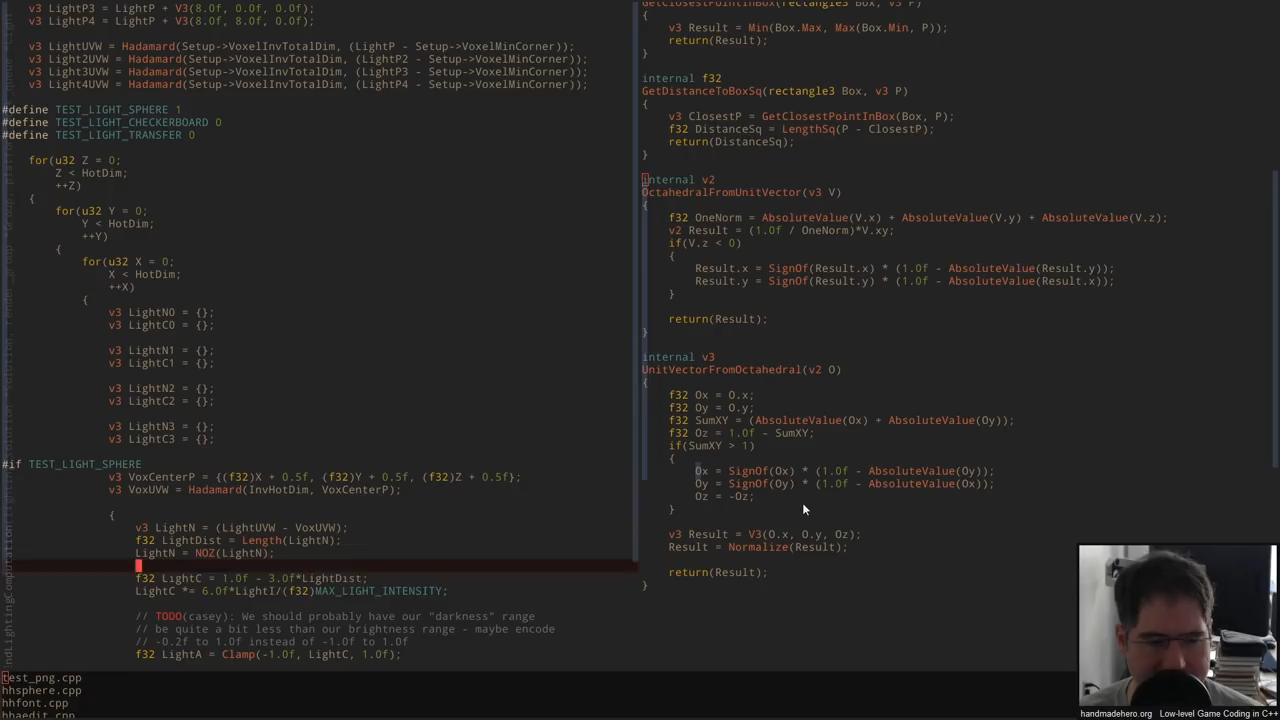 v3 LightP3 = LightP + V3(8.0f, 0.0f, 0.0f);
v3 LightP4 = LightP + V3(8.0f, 8.0f, 0.0f);
v3 LightUVW = Hadamard(Setup->VoxelInvTotalDim, (LightP - Setup->VoxelMinCorner));
v3 Light2UVW = Hadamard(Setup->VoxelInvTotalDim, (LightP2 - Setup->VoxelMinCorner));
v3 Light3UVW = Hadamard(Setup->VoxelInvTotalDim, (LightP3 - Setup->VoxelMinCorner));
v3 Light4UVW = Hadamard(Setup->VoxelInvTotalDim, (LightP4 - Setup->VoxelMinCorner));
#define TEST_LIGHT_SPHERE 1
#define TEST_LIGHT_CHECKERBOARD 0
#define TEST_LIGHT_TRANSFER 0
for(u32 Z = 0;
Z < HotDim;
++Z)
{
for(u32 Y = 0;
Y < HotDim;
++Y)
{
for(u32 X = 0;
X < HotDim;
++X)
{
v3 LightN0 = {};
v3 LightC0 = {};
v3 LightN1 = {};
v3 LightC1 = {};
v3 LightN2 = {};
v3 LightC2 = {};
v3 LightN3 = {};
v3 LightC3 = {};
#if TEST_LIGHT_SPHERE
v3 VoxCenterP = {(f32)X + 0.5f, (f32)Y + 0.5f, (f32)Z + 0.5f};
v3 VoxUVW = Hadamard(InvHotDim, VoxCenterP);
{
v3 LightN = (LightUVW - VoxUVW);
f32 LightDist = Length(LightN);
LightN = NOZ(LightN);
f32 LightC = 1.0f - 3.0f*LightDist;
LightC *= 6.0f*LightI/(f32)MAX_LIGHT_INTENSITY;
// TODO(casey): We should probably have our "darkness" range
// be quite a bit less than our brightness range - maybe encode
// -0.2f to 1.0f instead of -1.0f to 1.0f
f32 LightA = Clamp(-1.0f, LightC, 1.0f);
GetClosestPointInBox(rectangle3 Box, v3 P)
{
v3 Result = Min(Box.Max, Max(Box.Min, P));
return(Result);
}
internal f32
GetDistanceToBoxSq(rectangle3 Box, v3 P)
{
v3 ClosestP = GetClosestPointInBox(Box, P);
f32 DistanceSq = LengthSq(P - ClosestP);
return(DistanceSq);
}
internal v2
OctahedralFromUnitVector(v3 V)
{
f32 OneNorm = AbsoluteValue(V.x) + AbsoluteValue(V.y) + AbsoluteValue(V.z);
v2 Result = (1.0f / OneNorm)*V.xy;
if(V.z < 0)
{
Result.x = SignOf(Result.x) * (1.0f - AbsoluteValue(Result.y));
Result.y = SignOf(Result.y) * (1.0f - AbsoluteValue(Result.x));
}
return(Result);
}
internal v3
UnitVectorFromOctahedral(v2 O)
{
f32 Ox = O.x;
f32 Oy = O.y;
f32 SumXY = (AbsoluteValue(Ox) + AbsoluteValue(Oy));
f32 Oz = 1.0f - SumXY;
if(SumXY > 1)
{
Ox = SignOf(Ox) * (1.0f - AbsoluteValue(Oy));
Oy = SignOf(Oy) * (1.0f - AbsoluteValue(Ox));
Oz = -Oz;
}
v3 Result = V3(O.x, O.y, Oz);
Result = Normalize(Result);
return(Result);
}
test_png.cpp
hhsphere.cpp
hhfont.cpp
hhaedit.cpp
handmadehero.org Low-level Game Coding in C++